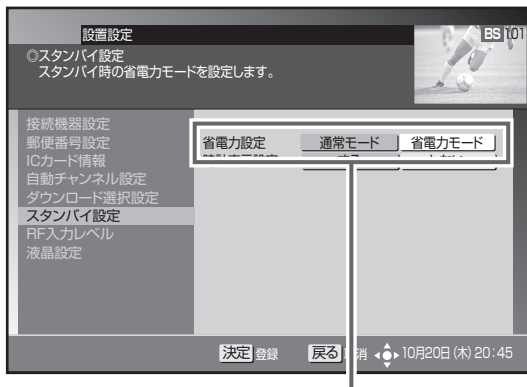 設置設定
BS 101
◎スタンバイ設定
スタンバイ時の省電力モードを設定します。
接続機器設定
郵便番号設定
ICカード情報
自動チャンネル設定
ダウンロード選択設定
スタンバイ設定
RF入力レベル
液晶設定
省電力設定 通常モード 省電力モード
決定 登録 戻る 消 10月20日(木)20:45